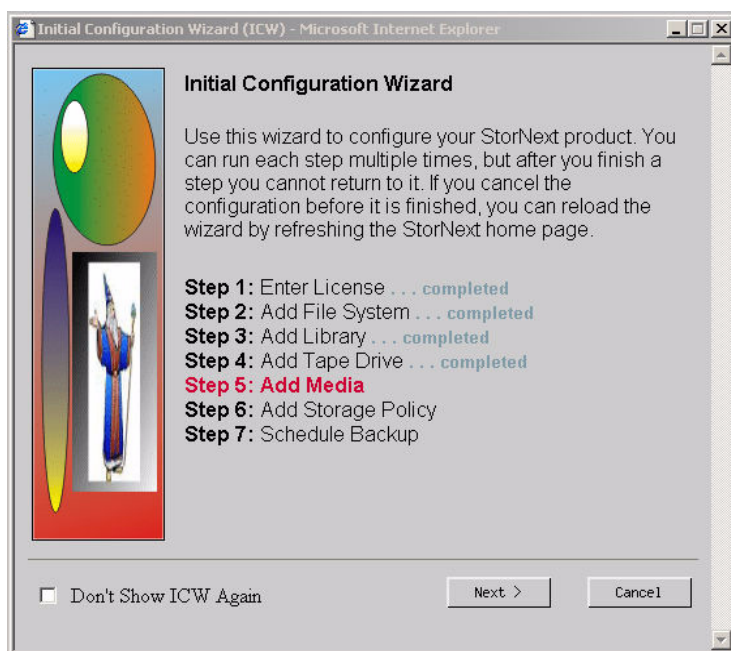 Initial Configuration Wizard (ICW) - Microsoft Internet Explorer
Initial Configuration Wizard
Use this wizard to configure your StorNext product. You
can run each step multiple times, but after you finish a
step you cannot return to it. If you cancel the
configuration before it is finished, you can reload the
wizard by refreshing the StorNext home page.
Step 1: Enter License . . . completed
Step 2: Add File System . . . completed
Step 3: Add Library . . . completed
Step 4: Add Tape Drive . . . completed
Step 5: Add Media
Step 6: Add Storage Policy
Step 7: Schedule Backup
Don't Show ICW Again
Next >
Cancel